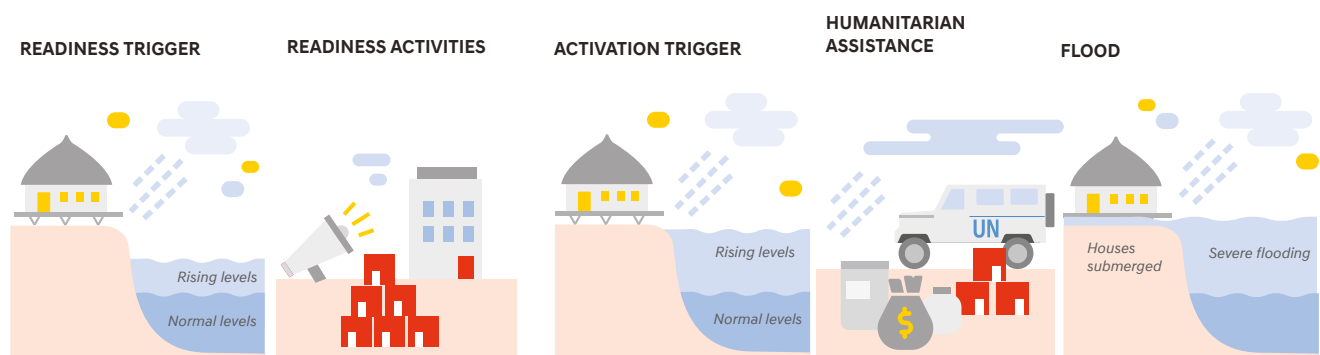 READINESS TRIGGER
Rising levels
Normal levels
READINESS ACTIVITIES
ACTIVATION TRIGGER
Rising levels
Normal levels
HUMANITARIAN
ASSISTANCE
UN
$
FLOOD
Houses
submerged
Severe flooding